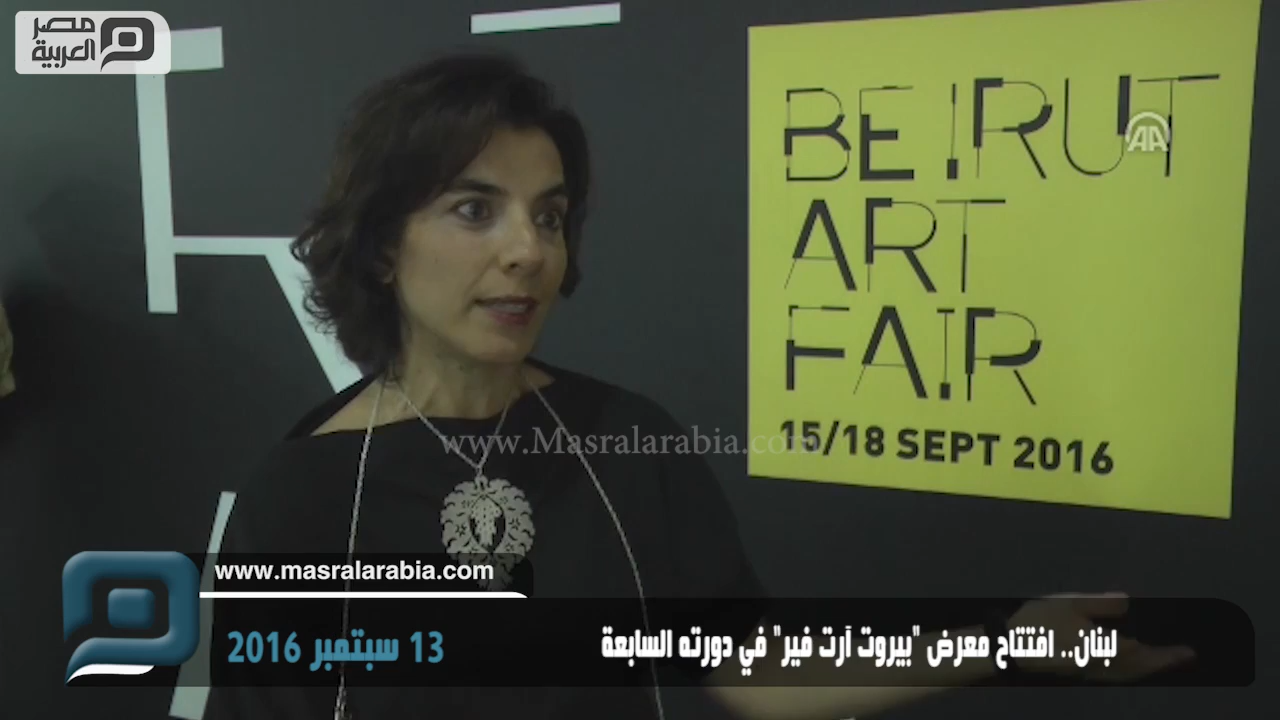 مصر
العربية
BEIRUT
AA
ART
FAIR
15/18 SEPT 2016
www.Masralarabia.com
www.masralarabia.com
لبنان.. افتتاح معرض "بيروت آرت فير" في دورته السابعة
13 سبتمبر 2016